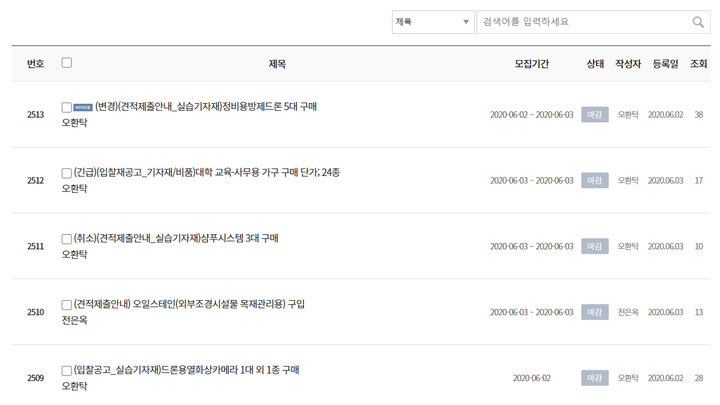 제목 검색어를 입력하세요
번호 제목 모집기간 상태 작성자 등록일 조회
2513 NOTICE (변경)(견적제출안내_실습기자재)정비용방제드론 5대 구매 2020-06-02 ~ 2020-06-03 마감 오환탁 2020.06.02 38
오환탁
2512 (긴급)(입찰재공고_기자재/비품)대학 교육·사무용 가구 구매 단가; 24종 2020-06-03 ~ 2020-06-03 마감 오환탁 2020.06.03 17
오환탁
2511 (취소)(견적제출안내_실습기자재)샴푸시스템 3대 구매 2020-06-03 ~ 2020-06-03 마감 오환탁 2020.06.03 10
오환탁
2510 (견적제출안내) 오일스테인(외부조경시설물 목재관리용) 구입 2020-06-03 ~ 2020-06-03 마감 전은옥 2020.06.03 13
전은옥
2509 (입찰공고_실습기자재)드론용열화상카메라 1대 외 1종 구매 2020-06-02 마감 오환탁 2020.06.02 28
오환탁